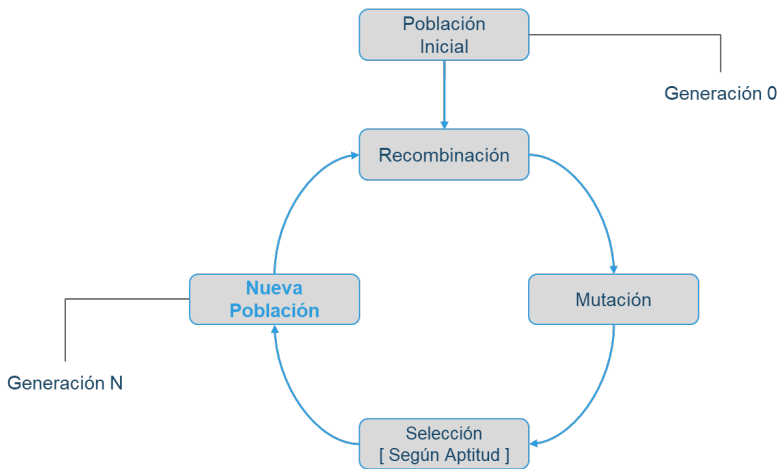 Población
Inicial
Generación 0
Recombinación
Nueva
Población
Mutación
Generación N
Selección
[ Según Aptitud ]